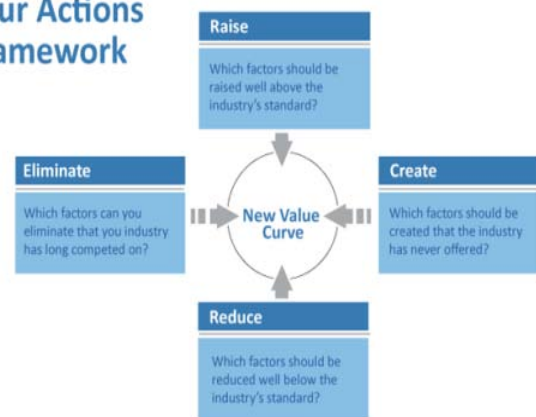 ur Actions
amework
Raise
Which factors should be
raised well above the
industry's standard?
Eliminate
Which factors can you
eliminate that you industry
has long competed on?
New Value
Curve
Create
Which factors should be
created that the industry
has never offered?
Reduce
Which factors should be
reduced well below the
industry's standard?